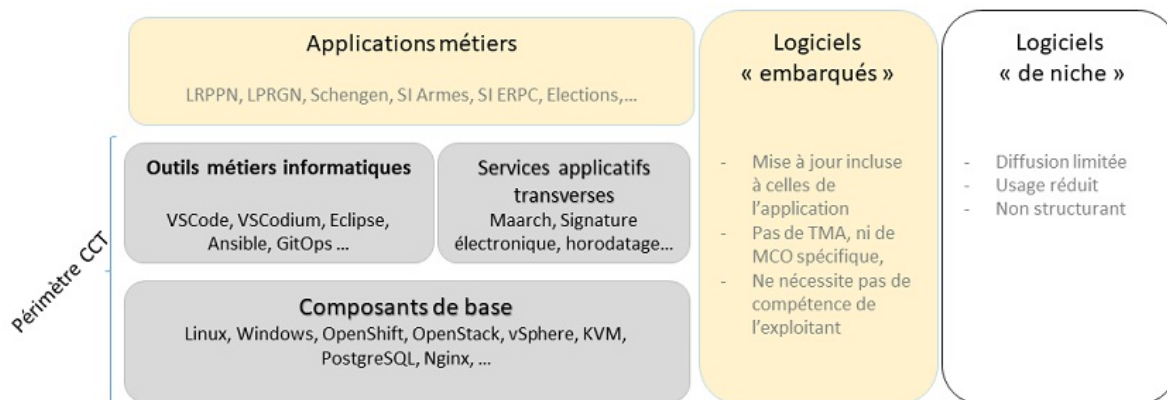 Applications métiers
LRPPN, LPRGN, Schengen, SI Armes, SI ERPC, Elections,…
Périmètre CCT
Outils métiers informatiques
VSCode, VSCodium, Eclipse,
Ansible, GitOps …
Services applicatifs
transverses
Maarch, Signature
électronique, horodatage…
Composants de base
Linux, Windows, OpenShift, OpenStack, vSphere, KVM,
PostgreSQL, Nginx, …
Logiciels
« embarqués »
- Mise à jour incluse
à celles de
l’application
- Pas de TMA, ni de
MCO spécifique,
- Ne nécessite pas de
compétence de
l’exploitant
Logiciels
« de niche »
- Diffusion limitée
- Usage réduit
- Non structurant